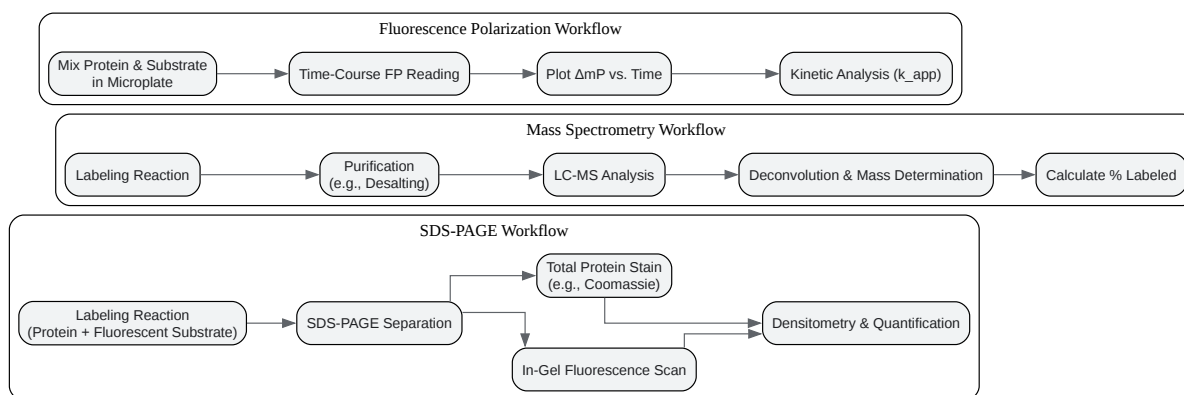 Fluorescence Polarization Workflow
Mix Protein & Substrate
in Microplate
Time-Course FP Reading
Plot ΔmP vs. Time
Kinetic Analysis (k_app)
Mass Spectrometry Workflow
Labeling Reaction
Purification
(e.g., Desalting)
LC-MS Analysis
Deconvolution & Mass Determination
Calculate % Labeled
SDS-PAGE Workflow
Labeling Reaction
(Protein + Fluorescent Substrate)
SDS-PAGE Separation
Total Protein Stain
(e.g., Coomassie)
In-Gel Fluorescence Scan
Densitometry & Quantification